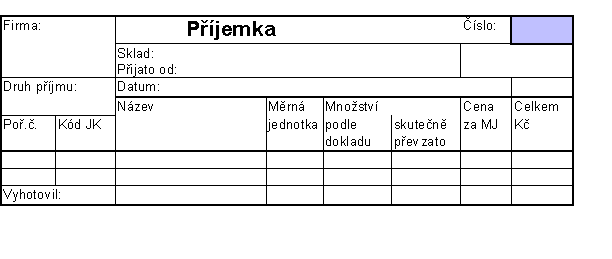 Firma: Příjemka Číslo:
Sklad:
Přijato od:
Druh příjmu: Datum:
Název Měrná Množství Cena Celkem
Poř.č. Kód JK jednotka podle skutečně za MJ Kč
dokladu převzato
Vyhotovil: